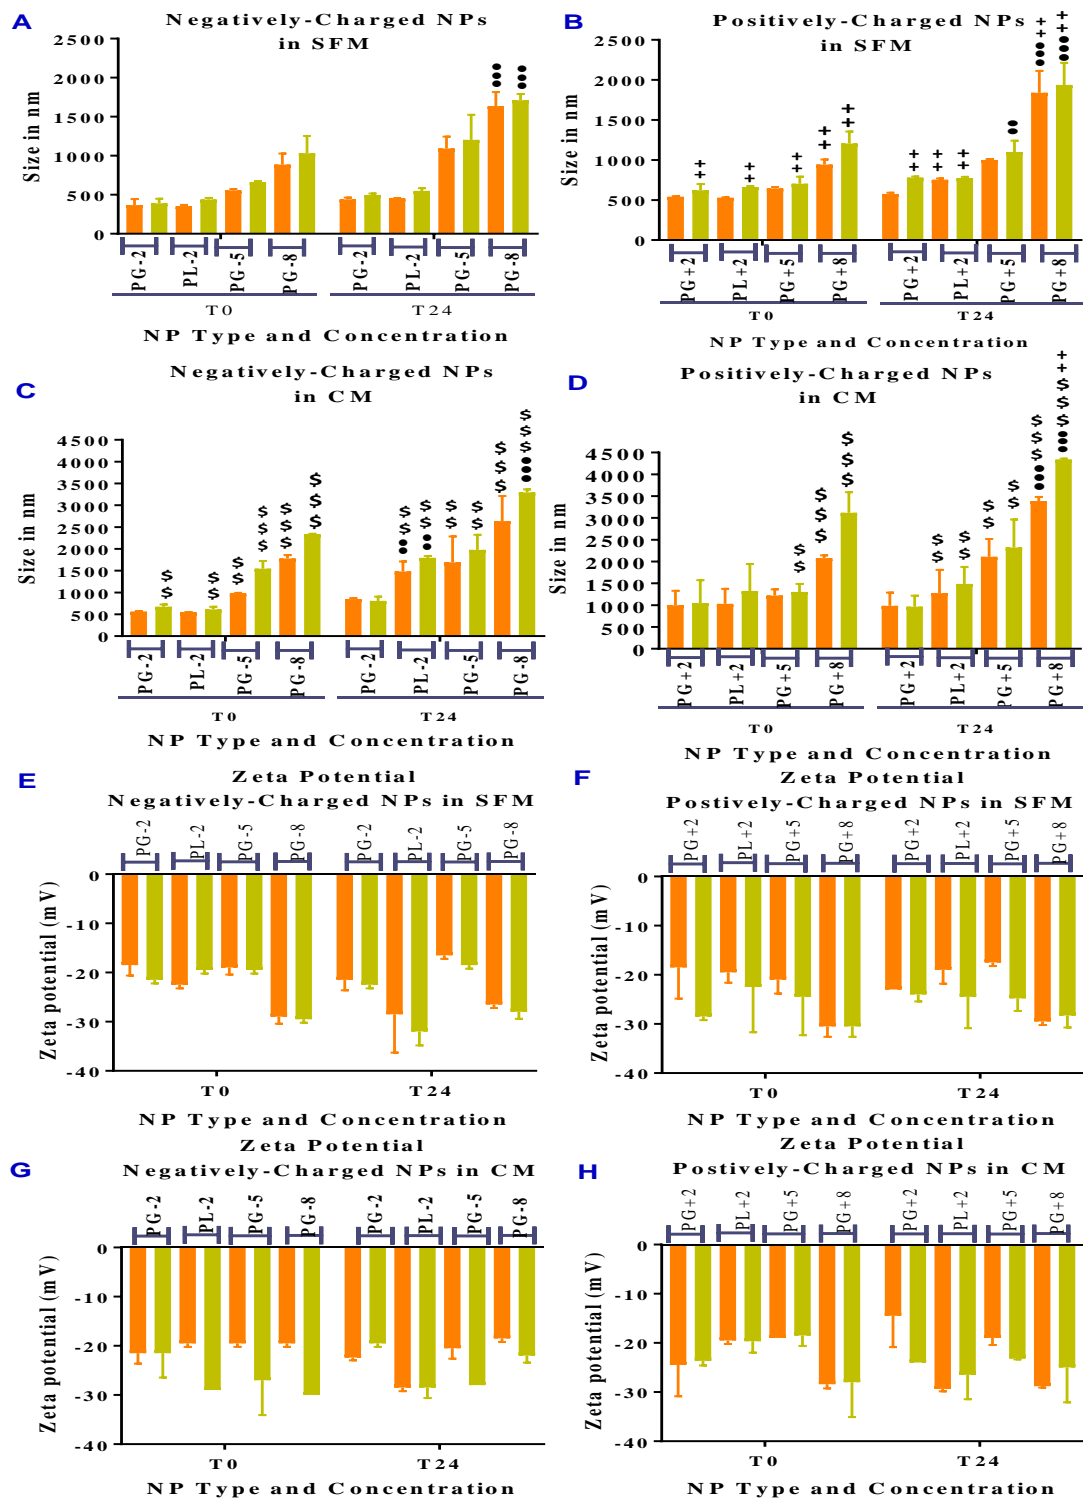 A
Negatively-Charged NPs
in SFM
Size in nm
2500
2000
1500
1000
500
0
PG-2
PL-2
PG-5
PG-8
PG-2
PL-2
PG-5
PG-8
T0
T24
NP Type and Concentration
●●●
●●●
B
Positively-Charged NPs
in SFM
Size in nm
2500
2000
1500
1000
500
0
++
++
++
++
++
++
++
++
●●
●●●++
●●●++
PG+2
PL+2
PG+5
PG+8
PG+2
PL+2
PG+5
PG+8
T0
T24
NP Type and Concentration
C
Negatively-Charged NPs
in CM
Size in nm
4500
4000
3500
3000
2500
2000
1500
1000
500
0
$$
$$
$$
$$$
$$$
$$$
●●$$
●●$$
$$
$$
$$$
●●●$$$
PG-2
PL-2
PG-5
PG-8
PG-2
PL-2
PG-5
PG-8
T0
T24
NP Type and Concentration
D
Positively-Charged NPs
in CM
Size in nm
4500
4000
3500
3000
2500
2000
1500
1000
500
0
$$
$$$
$$$
$$
$$
$$
$$
●●●$$$
●●●$$$++
PG+2
PL+2
PG+5
PG+8
PG+2
PL+2
PG+5
PG+8
T0
T24
NP Type and Concentration
E
Zeta Potential
Negatively-Charged NPs in SFM
PG-2
PL-2
PG-5
PG-8
PG-2
PL-2
PG-5
PG-8
Zeta potential (mV)
0
-10
-20
-30
-40
T0
T24
NP Type and Concentration
F
Zeta Potential
Postively-Charged NPs in SFM
PG+2
PL+2
PG+5
PG+8
PG+2
PL+2
PG+5
PG+8
Zeta potential (mV)
0
-10
-20
-30
-40
T0
T24
NP Type and Concentration
G
Zeta Potential
Negatively-Charged NPs in CM
PG-2
PL-2
PG-5
PG-8
PG-2
PL-2
PG-5
PG-8
Zeta potential (mV)
0
-10
-20
-30
-40
T0
T24
NP Type and Concentration
H
Zeta Potential
Postively-Charged NPs in CM
PG+2
PL+2
PG+5
PG+8
PG+2
PL+2
PG+5
PG+8
Zeta potential (mV)
0
-10
-20
-30
-40
T0
T24
NP Type and Concentration